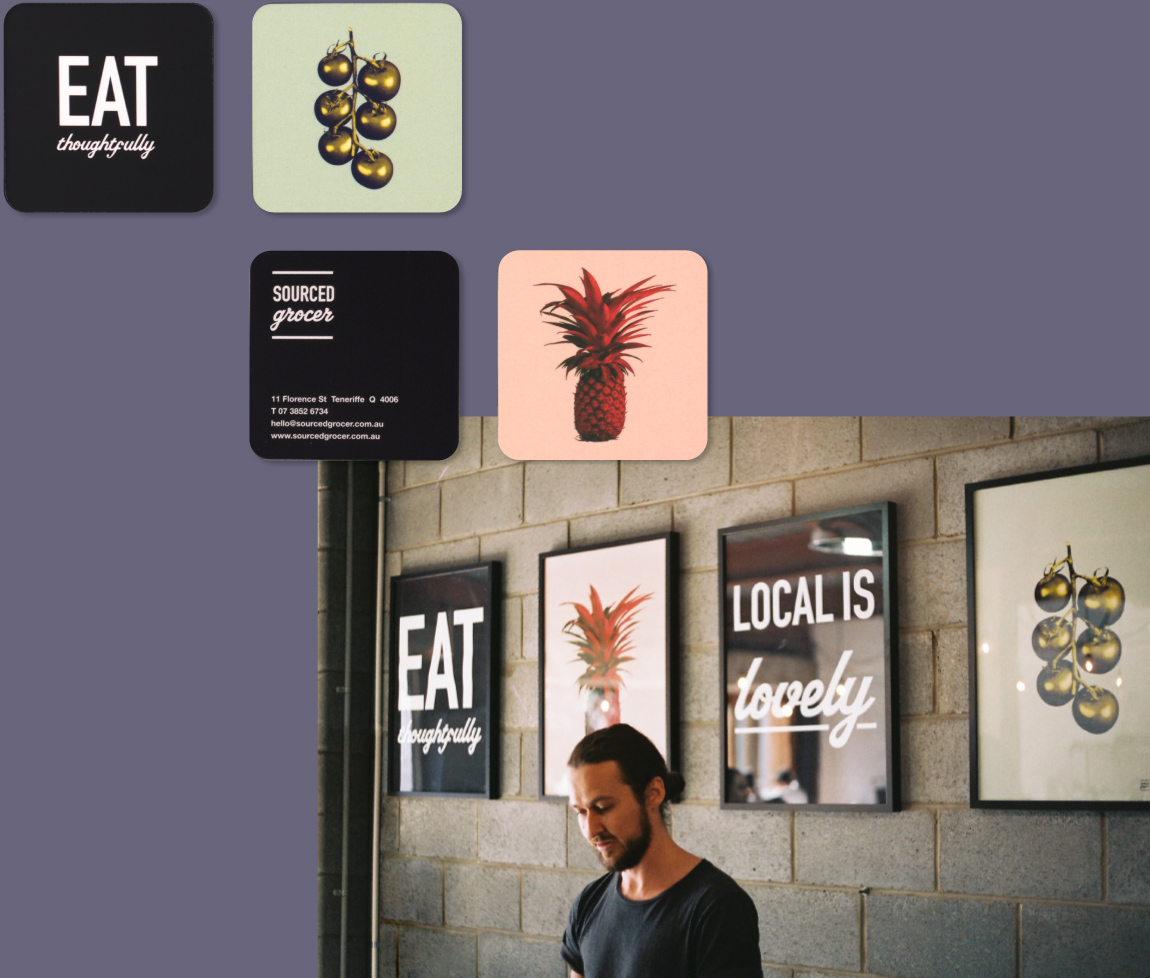 EAT
thoughtfully
SOURCED
grocer
11 Florence St Teneriffe Q 4006
T 07 3852 6734
hello@sourcedgrocer.com.au
www.sourcedgrocer.com.au
EAT
thoughtfully
LOCAL IS
lovely